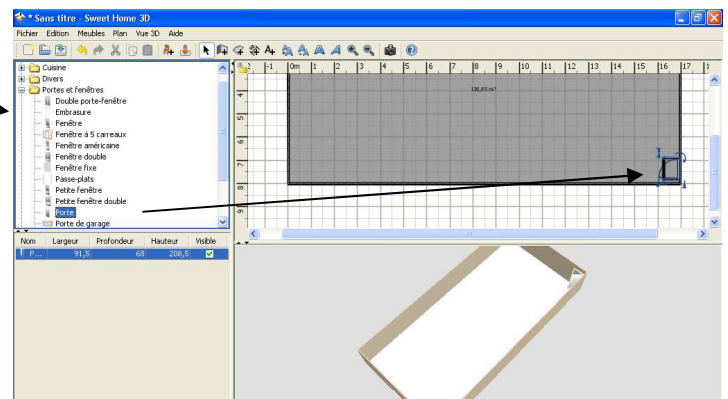 * Sans titre - Sweet Home 3D
Fichier Edition Meubles Plan Vue 3D Aide
Cuisine
Divers
Portes et fenêtres
Double porte-fenêtre
Embrasure
Fenêtre
Fenêtre à 5 carreaux
Fenêtre américaine
Fenêtre double
Fenêtre fixe
Passe-plats
Petite fenêtre
Petite fenêtre double
Porte
Porte de garage
-1 0m 1 2 3 4 5 6 7 8 9 10 11 12 13 14 15 16 17
4
5
6
7
8
9
138,65 m²
Nom Largeur Profondeur Hauteur Visible
P... 91,5 68 208,5